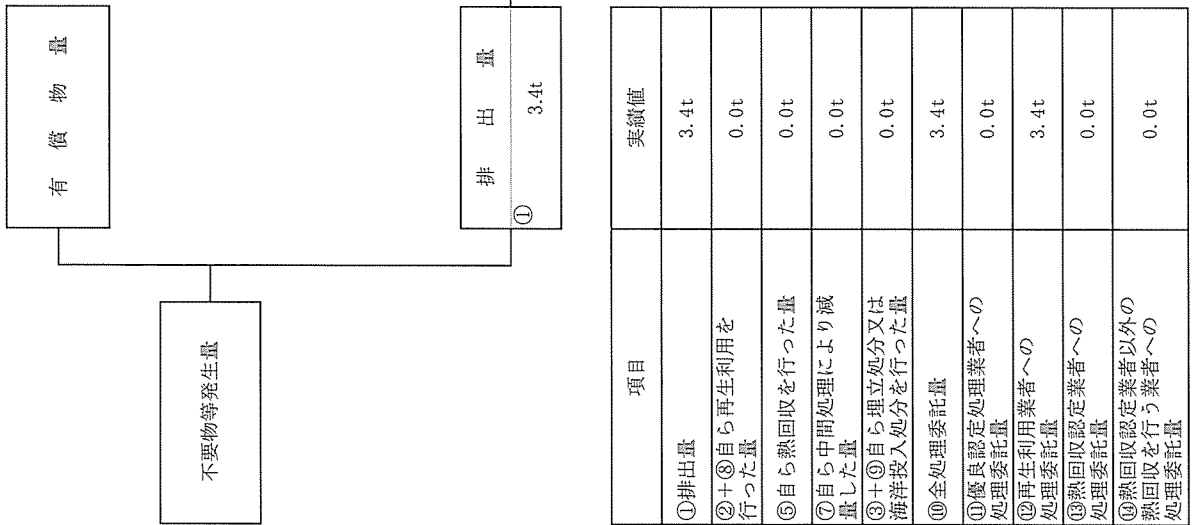 有償物量
不要物等発生量
排出量
①
3.4t
項目
実績値
①排出量
3.4t
②+⑧自ら再生利用を
行った量
0.0t
⑤自ら熱回収を行った量
0.0t
⑦自ら中間処理により減
量した量
0.0t
③+⑨自ら埋立処分又は
海洋投入処分を行った量
0.0t
⑩全処理委託量
3.4t
⑪優良認定処理業者への
処理委託量
0.0t
⑫再生利用業者への
処理委託量
3.4t
⑬熱回収認定業者への
処理委託量
0.0t
⑭熱回収認定業者以外の
熱回収を行う業者への
処理委託量
0.0t